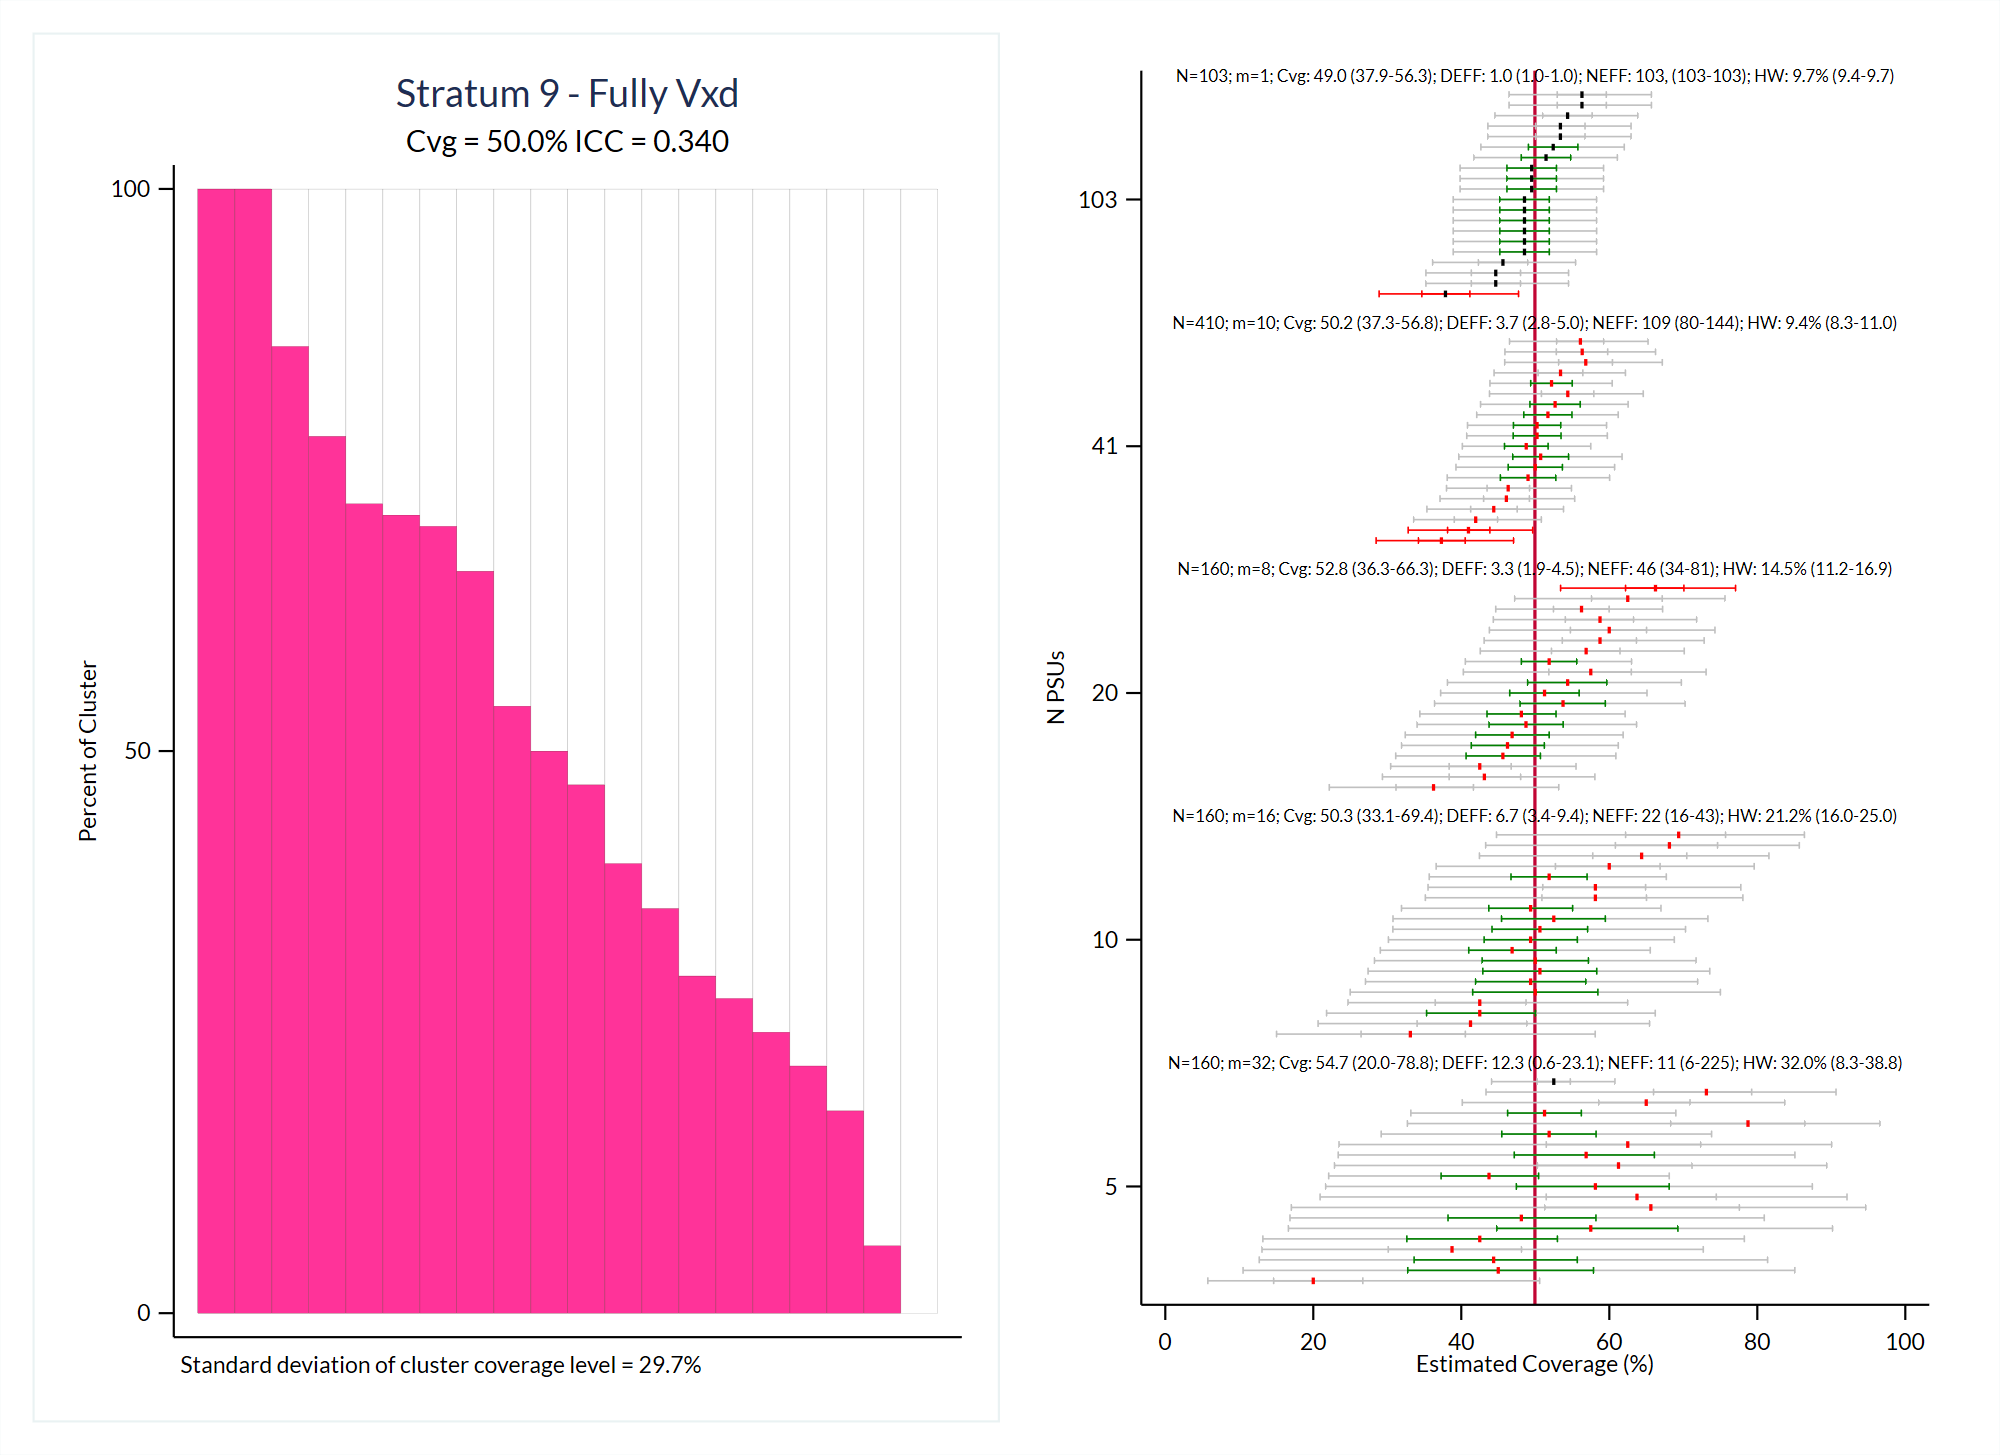 Stratum 9 - Fully Vxd
Cvg = 50.0% ICC = 0.340
Percent of Cluster
100
50
0
Standard deviation of cluster coverage level = 29.7%
N PSUs
N=103; m=1; Cvg: 49.0 (37.9-56.3); DEFF: 1.0 (1.0-1.0); NEFF: 103, (103-103); HW: 9.7% (9.4-9.7)
103
N=410; m=10; Cvg: 50.2 (37.3-56.8); DEFF: 3.7 (2.8-5.0); NEFF: 109 (80-144); HW: 9.4% (8.3-11.0)
41
N=160; m=8; Cvg: 52.8 (36.3-66.3); DEFF: 3.3 (1.9-4.5); NEFF: 46 (34-81); HW: 14.5% (11.2-16.9)
20
N=160; m=16; Cvg: 50.3 (33.1-69.4); DEFF: 6.7 (3.4-9.4); NEFF: 22 (16-43); HW: 21.2% (16.0-25.0)
10
N=160; m=32; Cvg: 54.7 (20.0-78.8); DEFF: 12.3 (0.6-23.1); NEFF: 11 (6-225); HW: 32.0% (8.3-38.8)
5
0 20 40 60 80 100
Estimated Coverage (%)